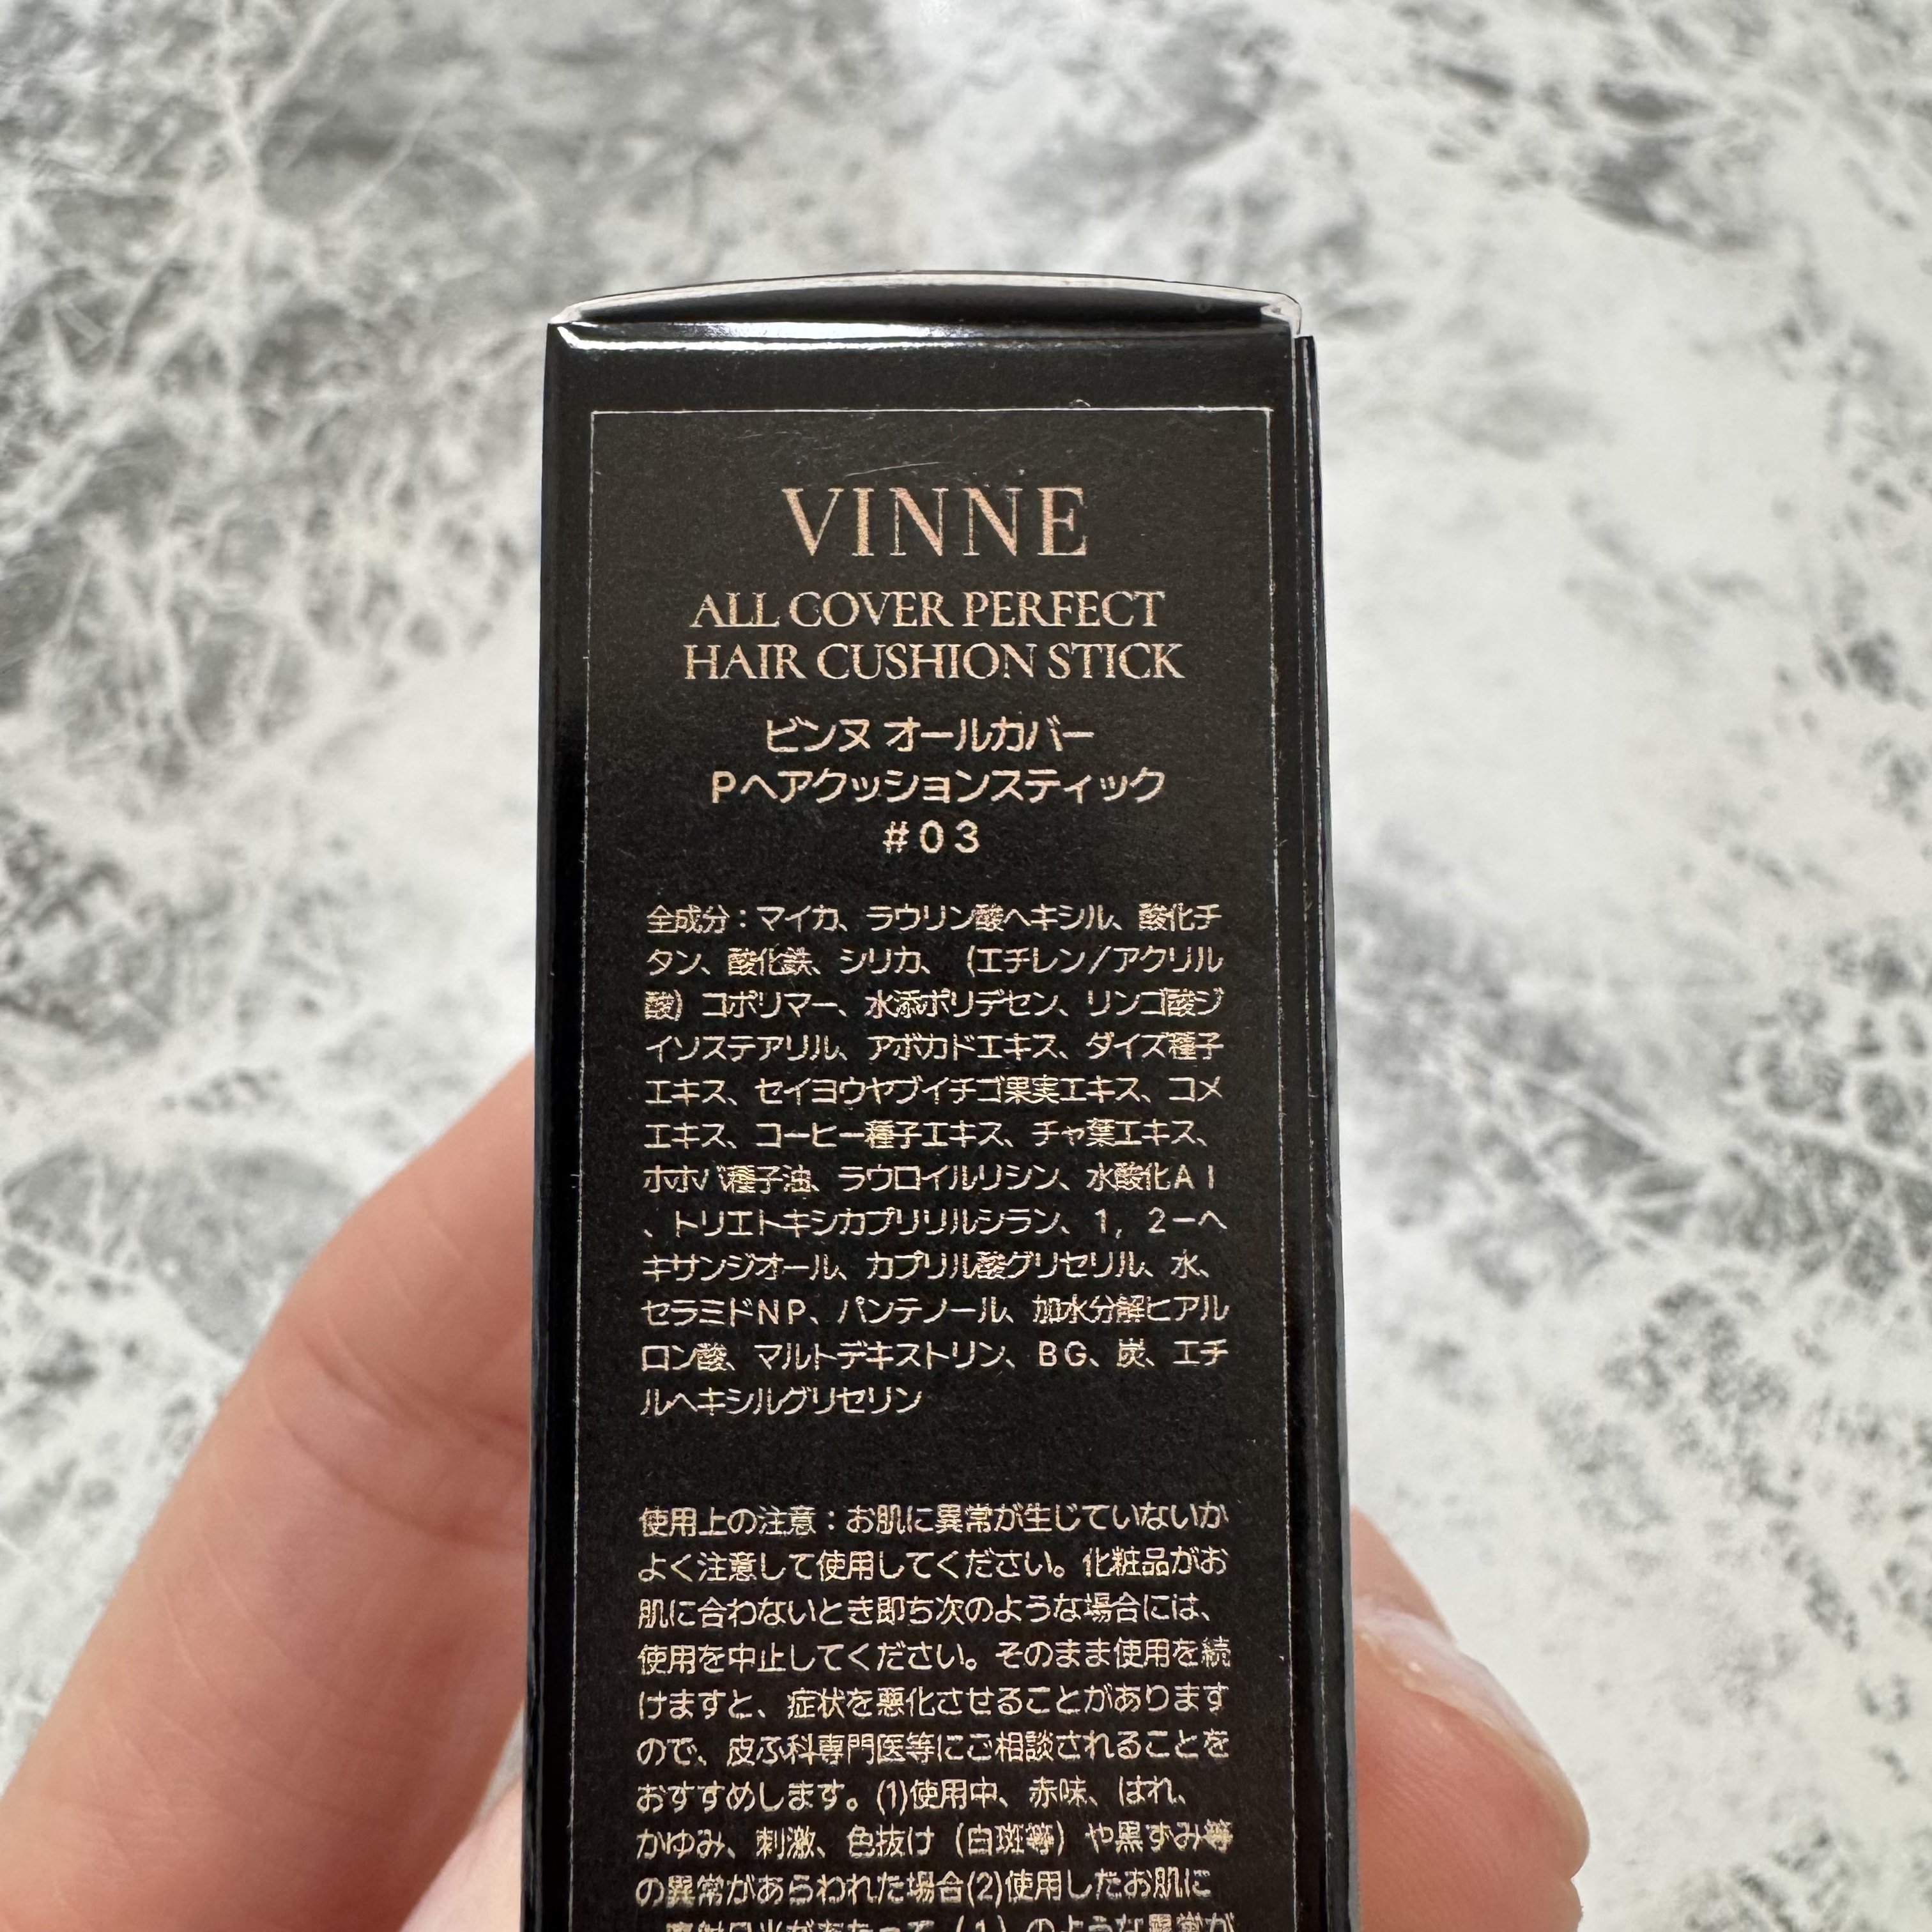 VINNE
ALL COVER PERFECT
HAIR CUSHION STICK
ビンヌ オールカバー
Pヘアクッションスティック
#03
全成分：マイカ、ラウリン酸ヘキシル、酸化チ
タン、酸化鉄、シリカ、（エチレン/アクリル
酸）コポリマー、水添ポリデセン、リンゴ酸ジ
イソステアリル、アボカドエキス、ダイズ種子
エキス、セイヨウヤブイチゴ果実エキス、コメ
エキス、コーヒー種子エキス、チャ葉エキス、
ホホバ種子油、ラウロイルリシン、水酸化Al
、トリエトキシカプリリルシラン、1，2－ヘ
キサンジオール、カプリル酸グリセリル、水、
セラミドNP、パンテノール、加水分解ヒアル
ロン酸、マルトデキストリン、BG、炭、エチ
ルヘキシルグリセリン
使用上の注意：お肌に異常が生じていないか
よく注意して使用してください。化粧品がお
肌に合わないとき即ち次のような場合には、
使用を中止してください。そのまま使用を続
けますと、症状を悪化させることがあります
ので、皮ふ科専門医等にご相談されることを
おすすめします。(1)使用中、赤味、はれ、
かゆみ、刺激、色抜け（白斑等）や黒ずみ等
の異常があらわれた場合(2)使用したお肌に
直射日光があたって（1）のような異常が